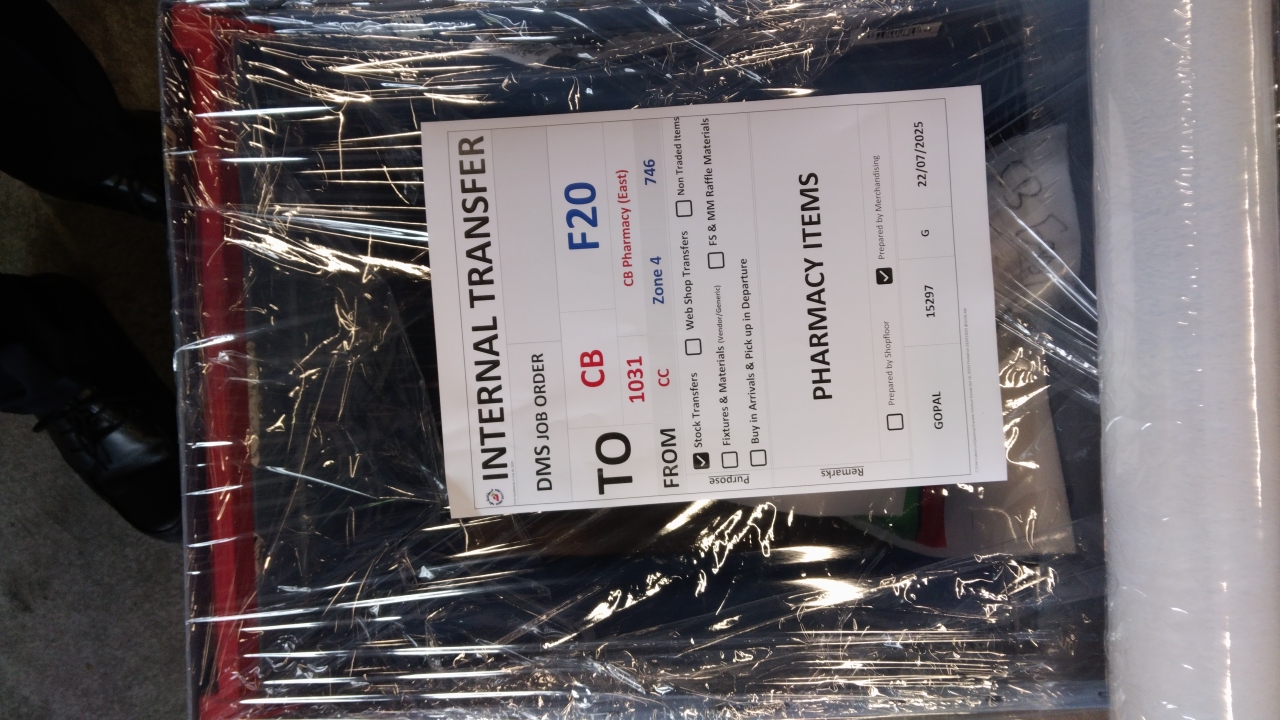 INTERNAL TRANSFER
DMS JOB ORDER
TO CB F20
1031 CB Pharmacy (East)
FROM CC Zone 4 746
Purpose
Stock Transfers Web Shop Transfers Non Traded Items
Fixtures & Materials (Vendor/Generic) FS & MM Raffle Materials
Buy in Arrivals & Pick up in Departure
Remarks
PHARMACY ITEMS
Prepared by Shopfloor Prepared by Merchandising
GOPAL 15297 G 22/07/2025